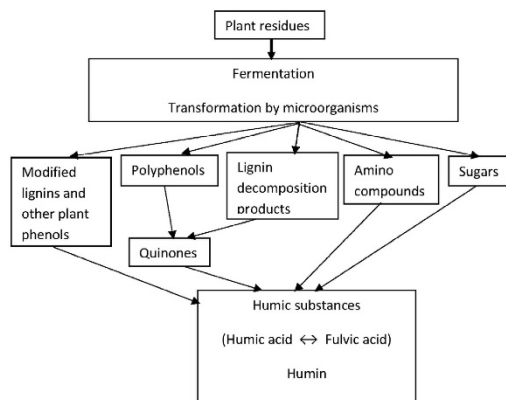 Plant residues
Fermentation
Transformation by microorganisms
Modified
lignins and
other plant
phenols
Polyphenols
Lignin
decomposition
products
Amino
compounds
Sugars
Quinones
Humic substances
(Humic acid ↔ Fulvic acid)
Humin